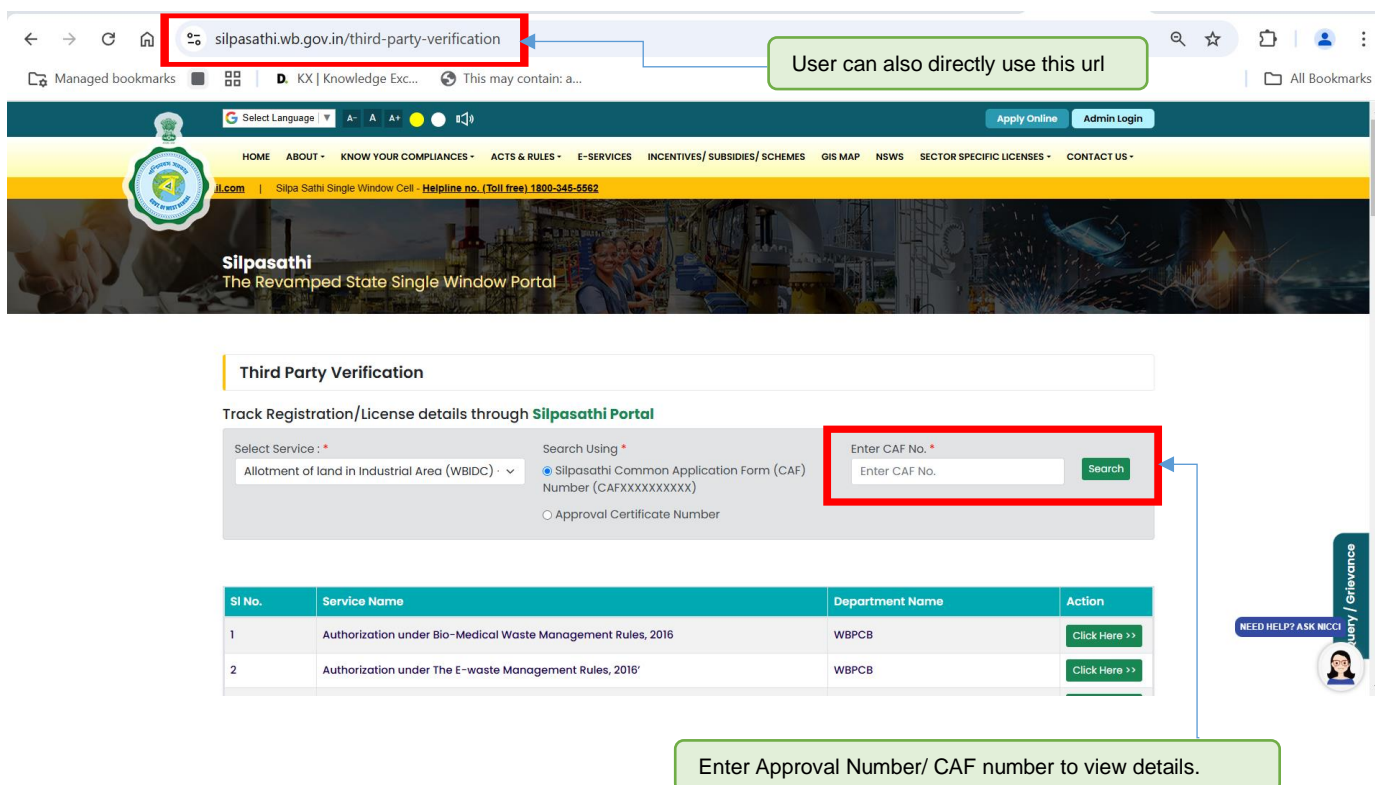 silpasathi.wb.gov.in/third-party-verification
User can also directly use this url
Managed bookmarks
D. KX | Knowledge Exc...
This may contain: a...
All Bookmarks
G Select Language ▼ A- A A+
Apply Online Admin Login
HOME ABOUT KNOW YOUR COMPLIANCES ACTS & RULES E-SERVICES INCENTIVES/ SUBSIDIES/ SCHEMES GIS MAP NSWS SECTOR SPECIFIC LICENSES CONTACT US
il.com | Silpa Sathi Single Window Cell - Helpline no. (Toll free) 1800-345-5562
Silpasathi
The Revamped State Single Window Portal
Third Party Verification
Track Registration/License details through Silpasathi Portal
Select Service : *
Allotment of land in Industrial Area (WBIDC) -
Search Using *
Silpasathi Common Application Form (CAF)
Number (CAFXXXXXXXXXX)
Approval Certificate Number
Enter CAF No. *
Enter CAF No.
Search
Sl No. Service Name Department Name Action
1 Authorization under Bio-Medical Waste Management Rules, 2016 WBPCB Click Here >>
2 Authorization under The E-waste Management Rules, 2016' WBPCB Click Here >>
Query / Grievance
NEED HELP? ASK NICCI
Enter Approval Number/ CAF number to view details.